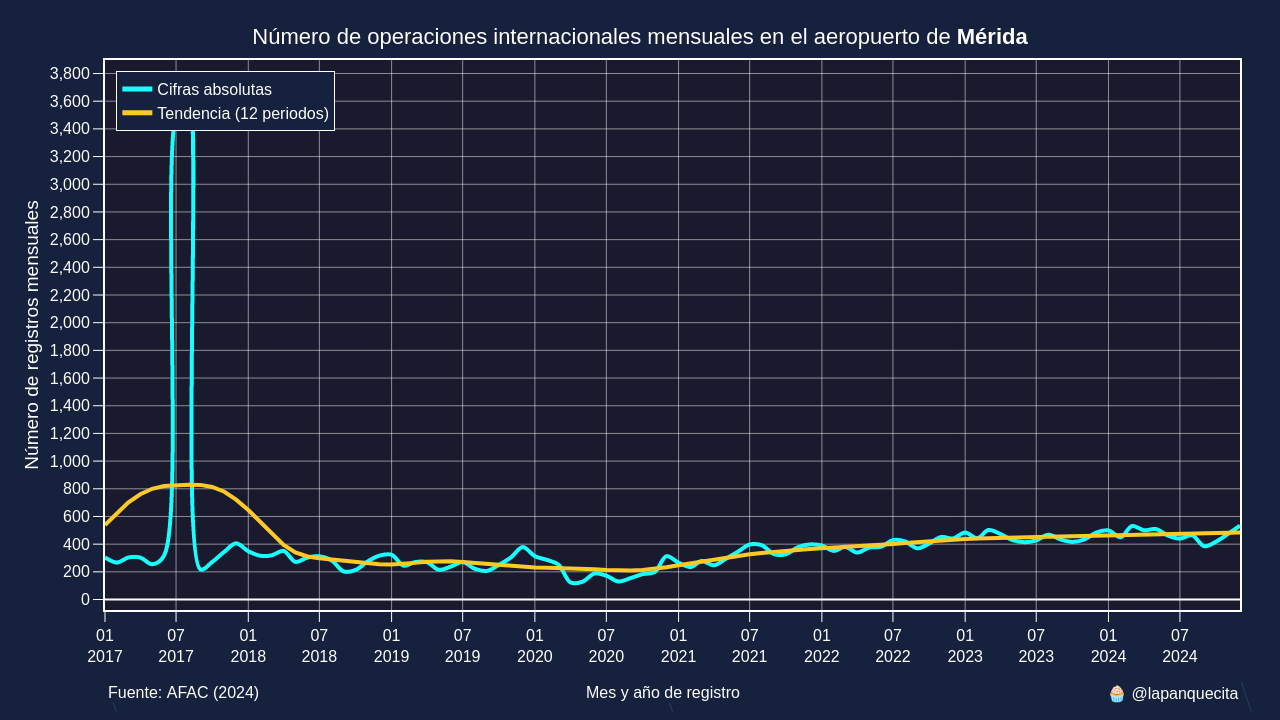 Número de operaciones internacionales mensuales en el aeropuerto de Mérida
Cifras absolutas
Tendencia (12 periodos)
Número de registros mensuales
3,800
3,600
3,400
3,200
3,000
2,800
2,600
2,400
2,200
2,000
1,800
1,600
1,400
1,200
1,000
800
600
400
200
0
01 07 01 07 01 07 01 07 01 07 01 07 01 07 01 07
2017 2017 2018 2018 2019 2019 2020 2020 2021 2021 2022 2022 2023 2023 2024 2024
Fuente: AFAC (2024)
Mes y año de registro
🧁 @lapanquecita